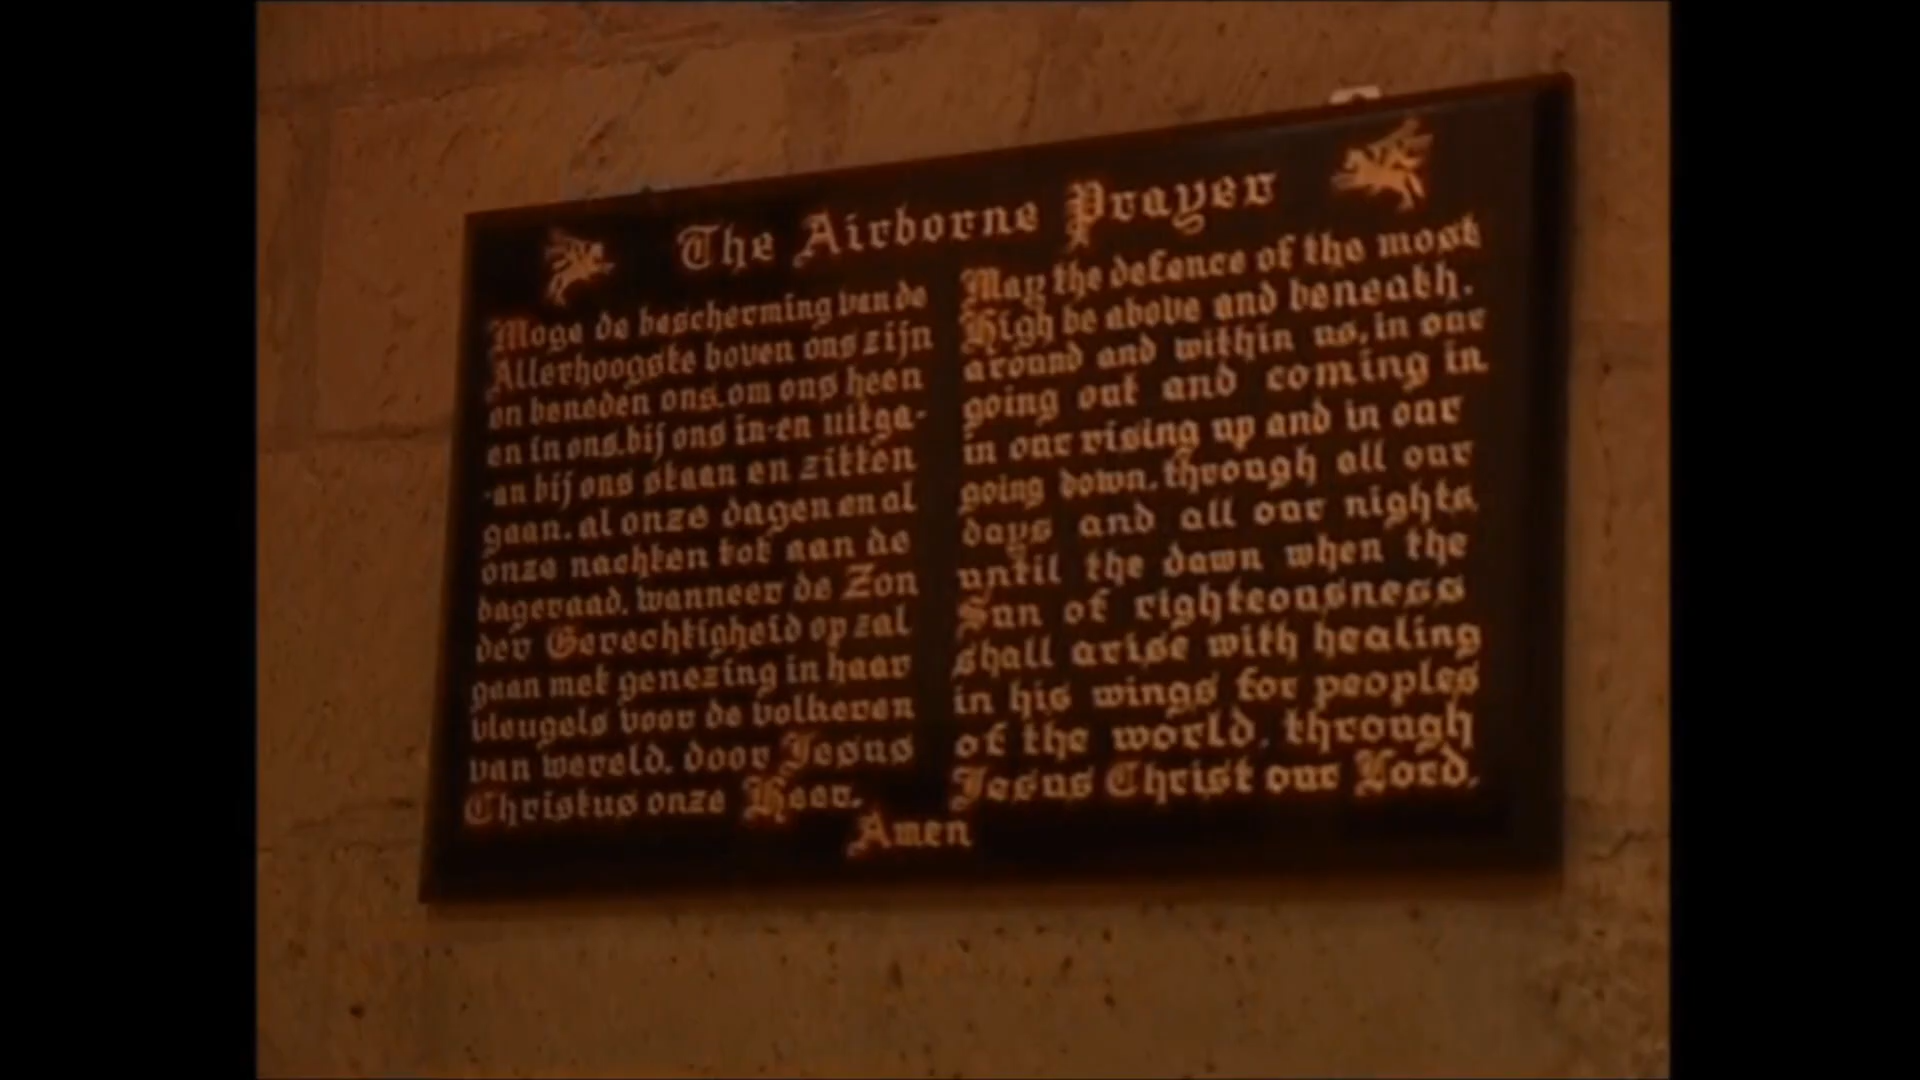 The Airborne Prayer
Moge de bescherming van de
Allerhoogste boven ons zijn
en beneden ons. om ons heen
en in ons. bij ons in-en uitga-
-an bij ons staan en zitten
gaan. al onze dagen en al
onze nachten tot aan de
dageraad. wanneer de Zon
der Gerechtigheid op zal
gaan met genezing in haar
vleugels voor de volkeren
van wereld. door Jesus
Christus onze Heer.
May the defence of the most
High be above and beneath.
around and within us, in our
going out and coming in
in our rising up and in our
going down. through all our
days and all our nights
until the dawn when the
Sun of righteousness
shall arise with healing
in his wings for peoples
of the world. through
Jesus Christ our Lord.
Amen